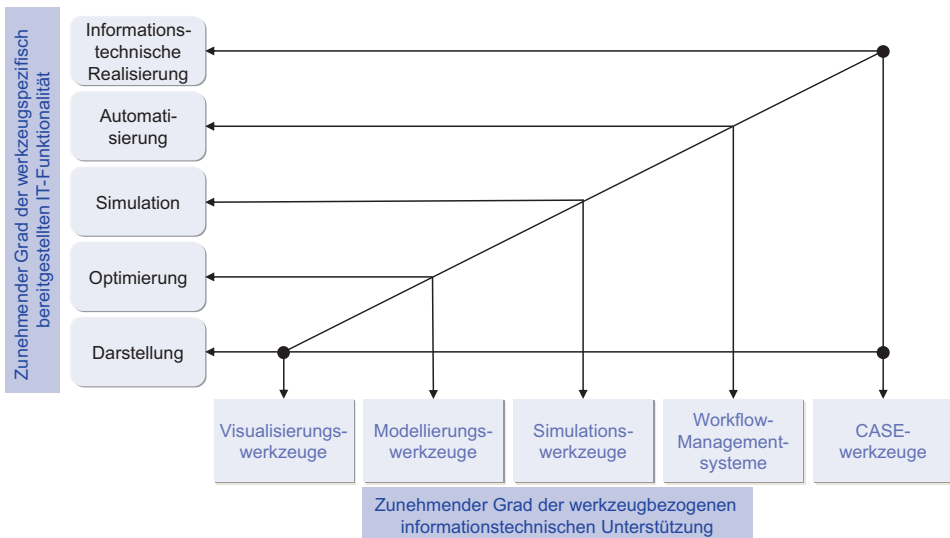 Zunehmender Grad der werkzeugspezifisch
bereitgestellten IT-Funktionalität
Informations-
technische
Realisierung
Automati-
sierung
Simulation
Optimierung
Darstellung
Visualisierungs-
werkzeuge
Modellierungs-
werkzeuge
Simulations-
werkzeuge
Workflow-
Management-
systeme
CASE-
werkzeuge
Zunehmender Grad der werkzeugbezogenen
informationstechnischen Unterstützung